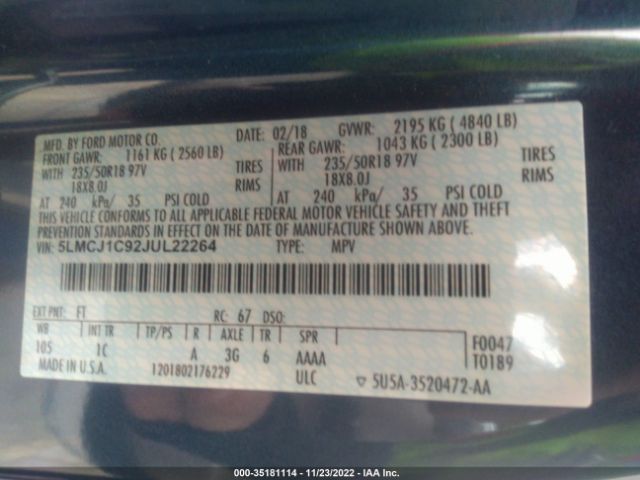 MFD. BY FORD MOTOR CO. DATE: 02/18 GVWR: 2195 KG ( 4840 LB)
FRONT GAWR: 1161 KG ( 2560 LB) REAR GAWR: 1043 KG ( 2300 LB)
WITH 235/50R18 97V TIRES WITH 235/50R18 97V TIRES
18X8.0J RIMS 18X8.0J RIMS
AT 240 kPa/ 35 PSI COLD AT 240 kPa/ 35 PSI COLD
THIS VEHICLE CONFORMS TO ALL APPLICABLE FEDERAL MOTOR VEHICLE SAFETY AND THEFT
PREVENTION STANDARDS IN EFFECT ON THE DATE OF MANUFACTURE SHOWN ABOVE.
VIN: 5LMCJ1C92JUL22264 TYPE: MPV
EXT PNT: FT RC: 67 DSO:
WB INT TR TP/PS R AXLE TR SPR F0047
105 1C A 3G 6 AAAA T0189
MADE IN U.S.A. 1201802176229 ULC 5U5A-3520472-AA
000-35181114 - 11/23/2022 - IAA Inc.